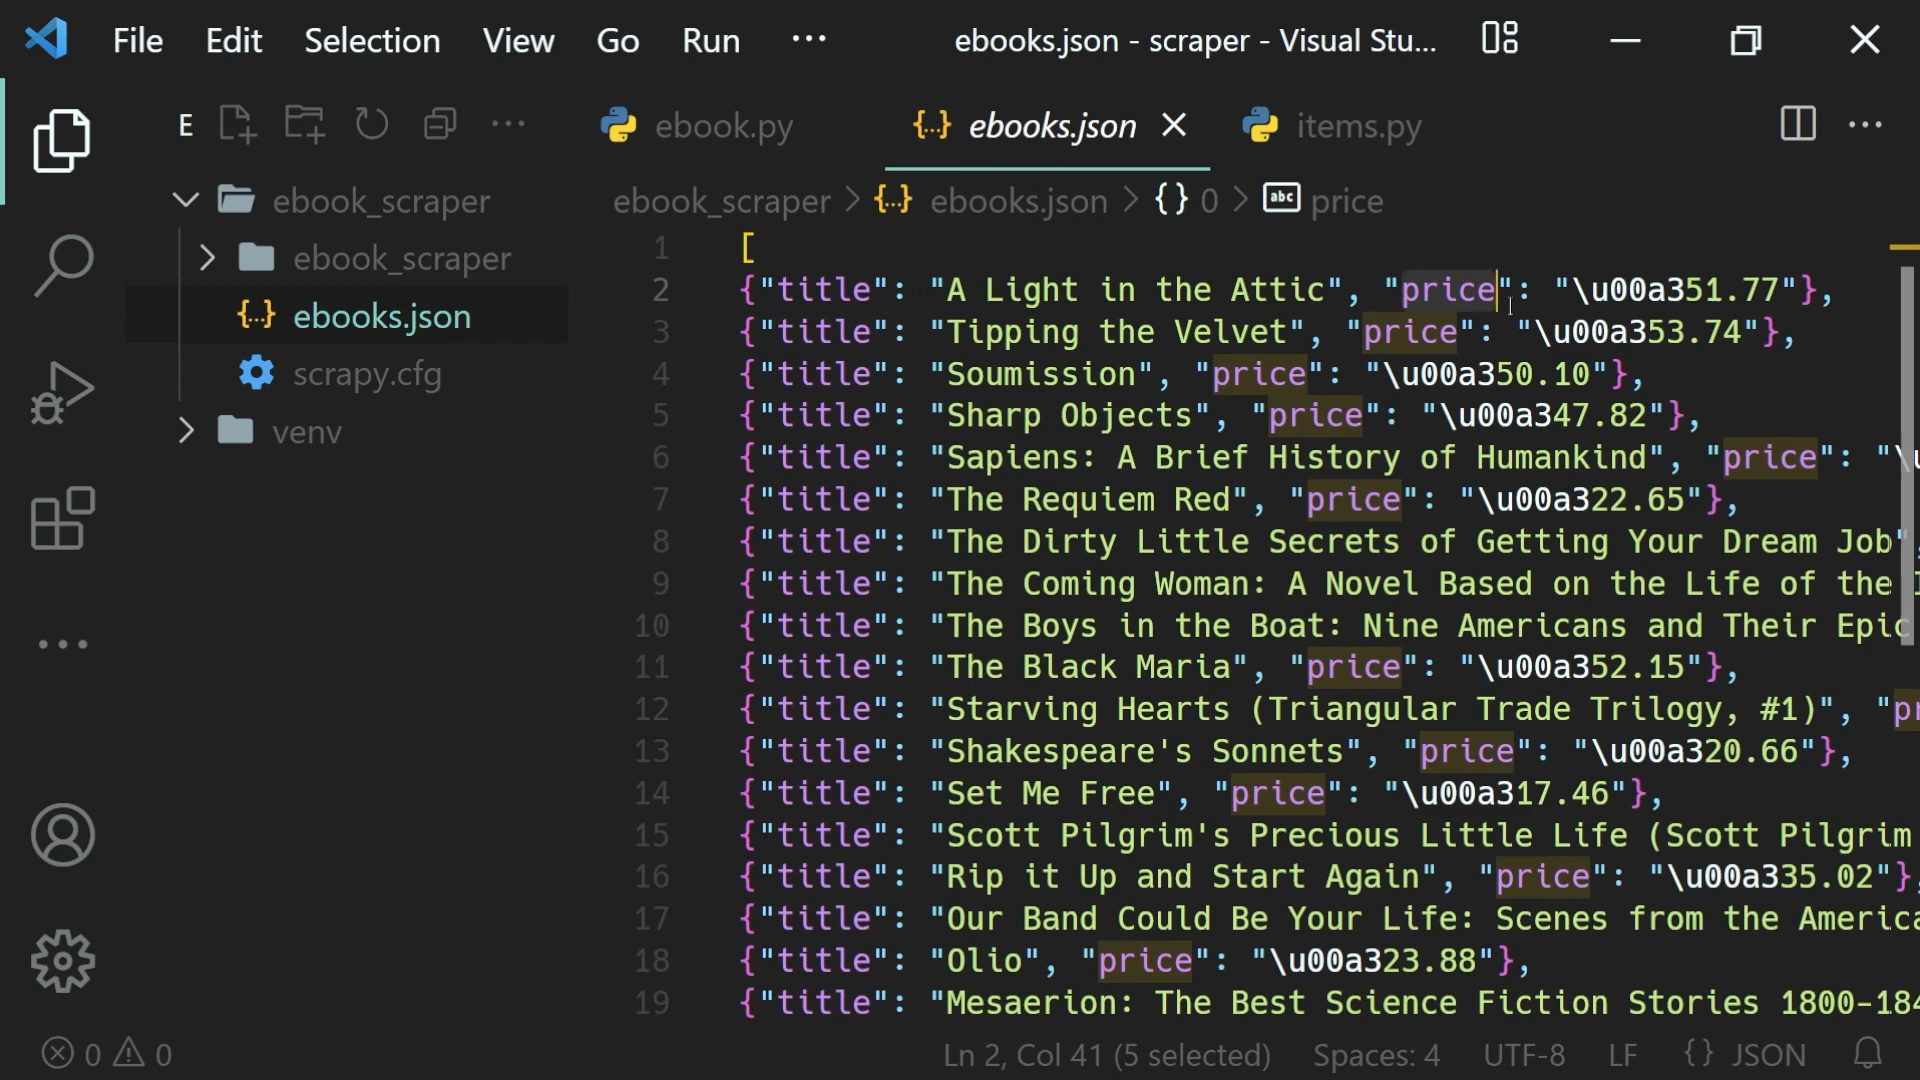 File Edit Selection View Go Run ··· ebooks.json - scraper - Visual Stu...
E ··· ebook.py {..} ebooks.json items.py ···
ebook_scraper
ebook_scraper > {..} ebooks.json > {} 0 > abc price
ebook_scraper
{..} ebooks.json
scrapy.cfg
venv
1 [
2 {"title": "A Light in the Attic", "price": "\u00a351.77"},
3 {"title": "Tipping the Velvet", "price": "\u00a353.74"},
4 {"title": "Soumission", "price": "\u00a350.10"},
5 {"title": "Sharp Objects", "price": "\u00a347.82"},
6 {"title": "Sapiens: A Brief History of Humankind", "price": "\u
7 {"title": "The Requiem Red", "price": "\u00a322.65"},
8 {"title": "The Dirty Little Secrets of Getting Your Dream Job",
9 {"title": "The Coming Woman: A Novel Based on the Life of the
10 {"title": "The Boys in the Boat: Nine Americans and Their Epic
11 {"title": "The Black Maria", "price": "\u00a352.15"},
12 {"title": "Starving Hearts (Triangular Trade Trilogy, #1)", "pr
13 {"title": "Shakespeare's Sonnets", "price": "\u00a320.66"},
14 {"title": "Set Me Free", "price": "\u00a317.46"},
15 {"title": "Scott Pilgrim's Precious Little Life (Scott Pilgrim
16 {"title": "Rip it Up and Start Again", "price": "\u00a335.02"},
17 {"title": "Our Band Could Be Your Life: Scenes from the America
18 {"title": "Olio", "price": "\u00a323.88"},
19 {"title": "Mesaerion: The Best Science Fiction Stories 1800-184
0 0 Ln 2, Col 41 (5 selected) Spaces: 4 UTF-8 LF {} JSON